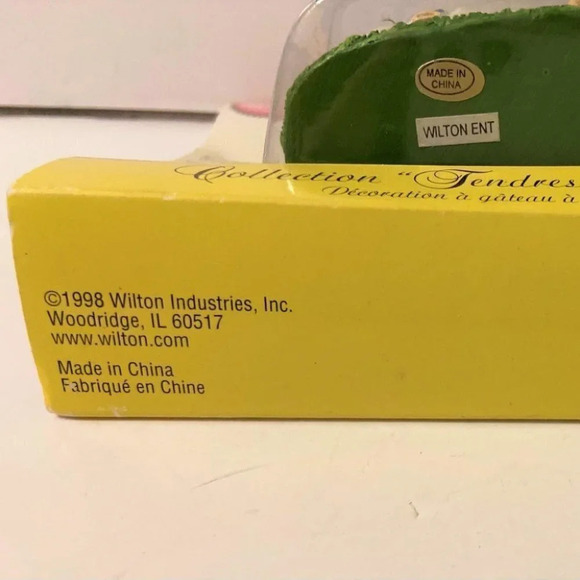 MADE IN
CHINA
WILTON ENT
Collection "Tendres
Décoration à gâteau à
©1998 Wilton Industries, Inc.
Woodridge, IL 60517
www.wilton.com
Made in China
Fabriqué en Chine